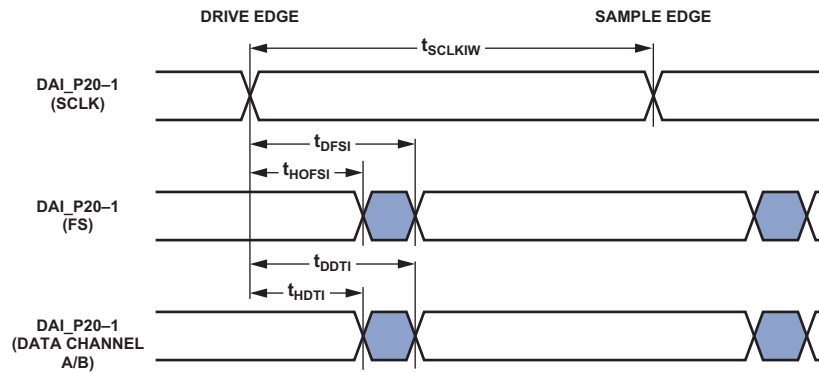 DRIVE EDGE
SAMPLE EDGE
tSCLKIW
DAI_P20–1
(SCLK)
tDFSI
tHOFSI
DAI_P20–1
(FS)
tDDTI
tHDTI
DAI_P20–1
(DATA CHANNEL
A/B)